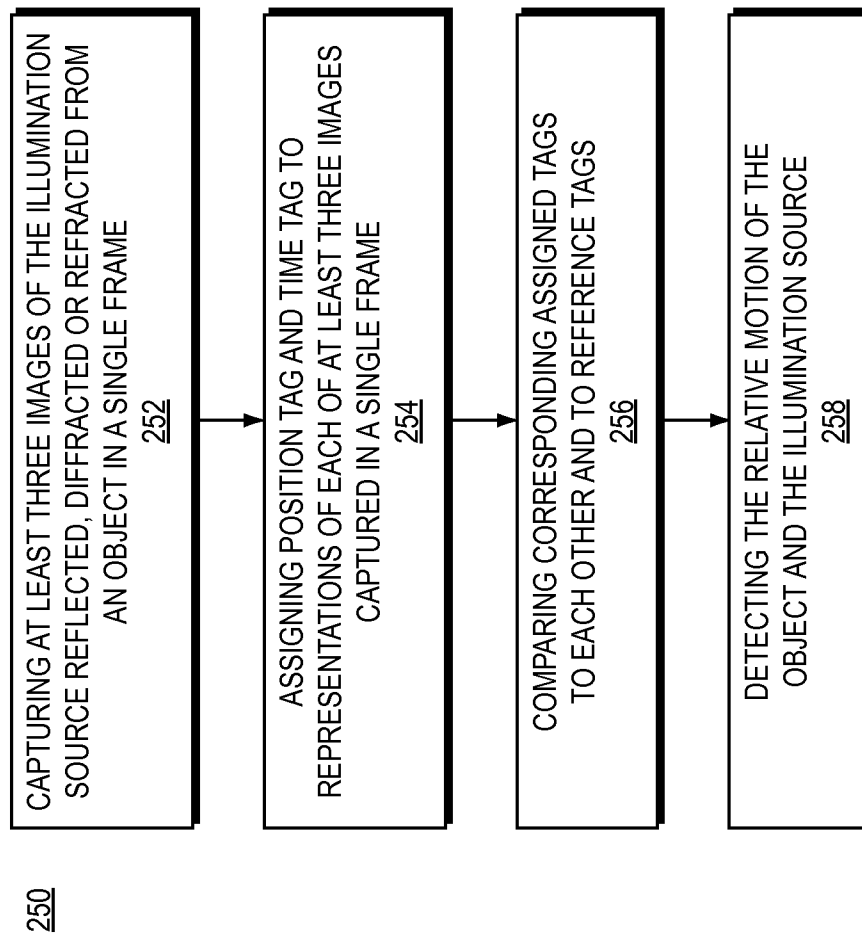 250
CAPTURING AT LEAST THREE IMAGES OF THE ILLUMINATION
SOURCE REFLECTED, DIFFRACTED OR REFRACTED FROM
AN OBJECT IN A SINGLE FRAME
252
ASSIGNING POSITION TAG AND TIME TAG TO
REPRESENTATIONS OF EACH OF AT LEAST THREE IMAGES
CAPTURED IN A SINGLE FRAME
254
COMPARING CORRESPONDING ASSIGNED TAGS
TO EACH OTHER AND TO REFERENCE TAGS
256
DETECTING THE RELATIVE MOTION OF THE
OBJECT AND THE ILLUMINATION SOURCE
258